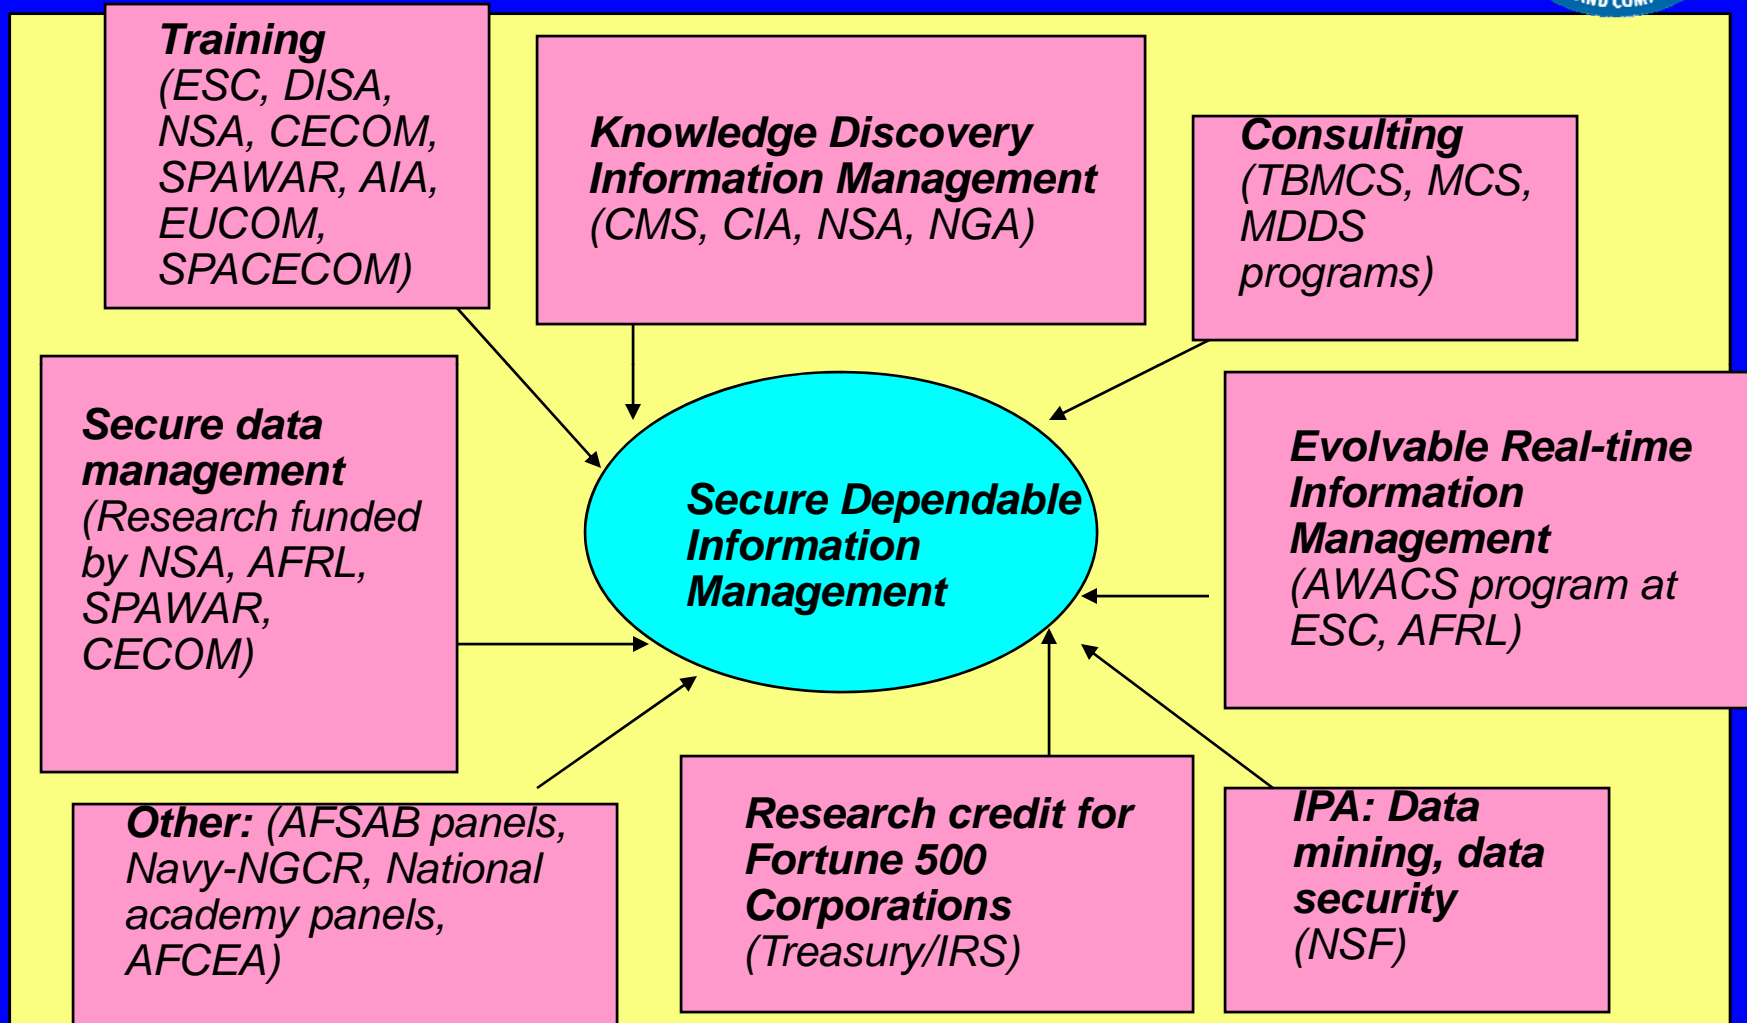 AND COM
Training
(ESC, DISA,
NSA, CECOM,
SPAWAR, AIA,
EUCOM,
SPACECOM)
Knowledge Discovery
Information Management
(CMS, CIA, NSA, NGA)
Consulting
(TBMCS, MCS,
MDDS
programs)
Secure data
management
(Research funded
by NSA, AFRL,
SPAWAR,
CECOM)
Secure Dependable
Information
Management
Evolvable Real-time
Information
Management
(AWACS program at
ESC, AFRL)
Other: (AFSAB panels,
Navy-NGCR, National
academy panels,
AFCEA)
Research credit for
Fortune 500
Corporations
(Treasury/IRS)
IPA: Data
mining, data
security
(NSF)